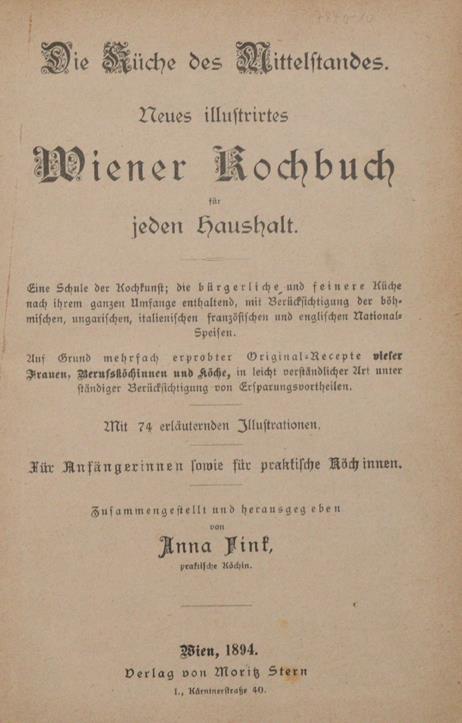 Die Küche des Mittelstandes.
Neues illustrirtes
Wiener Kochbuch
für
jeden Haushalt.
Eine Schule der Kochkunst; die bürgerliche und feinere Küche
nach ihrem ganzen Umfange enthaltend, mit Berücksichtigung der böh-
mischen, ungarischen, italienischen französischen und englischen National-
Speisen.
Auf Grund mehrfach erprobter Original-Recepte vieler
Frauen, Berufsköchinnen und Köche, in leicht verständlicher Art unter
ständiger Berücksichtigung von Ersparungsvortheilen.
Mit 74 erläuternden Illustrationen.
Für Anfängerinnen sowie für praktische Köchinnen.
Zusammengestellt und herausgegeben
von
Anna Fink,
praktische Köchin.
Wien, 1894.
Verlag von Moritz Stern
I., Kärntnerstraße 40.